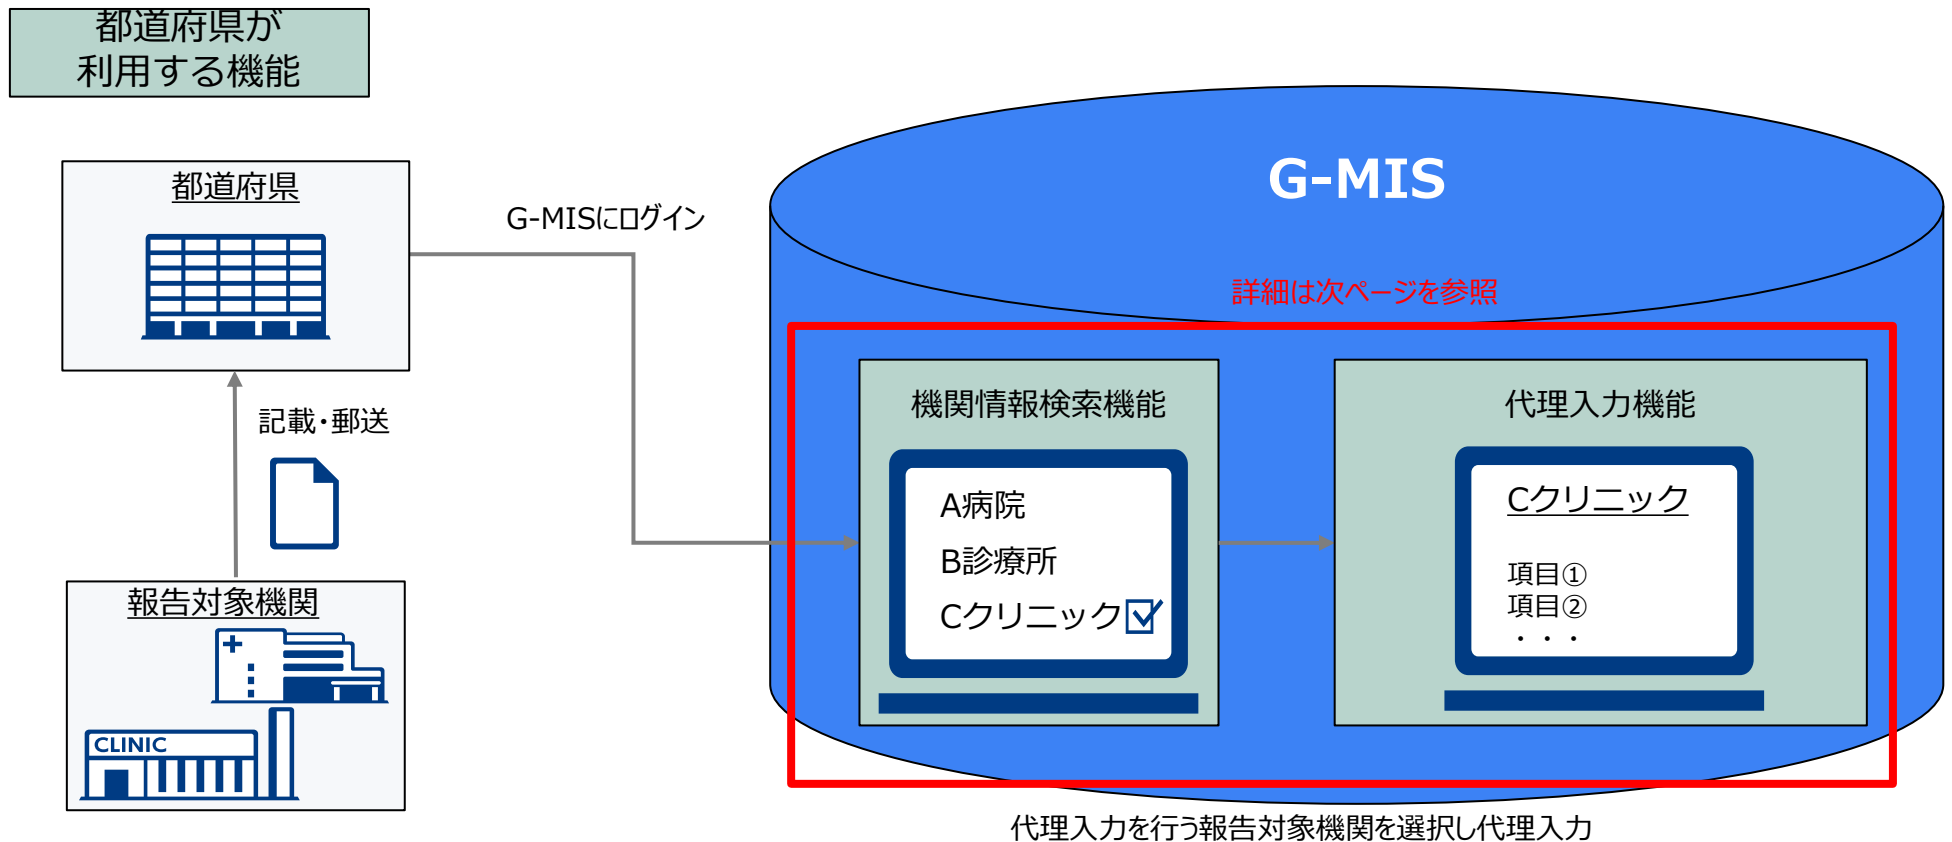 都道府県が
利用する機能
都道府県
G-MISにログイン
記載・郵送
報告対象機関
CLINIC
G-MIS
詳細は次ページを参照
機関情報検索機能
A病院
B診療所
Cクリニック
代理入力機能
Cクリニック
項目①
項目②
・・・
代理入力を行う報告対象機関を選択し代理入力